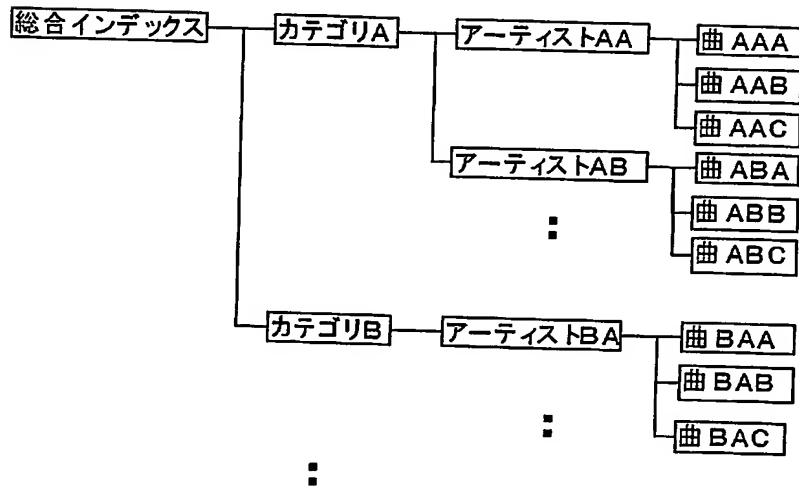 総合インデックス
カテゴリA
アーティストAA
曲 AAA
曲 AAB
曲 AAC
アーティストAB
曲 ABA
曲 ABB
曲 ABC
カテゴリB
アーティストBA
曲 BAA
曲 BAB
曲 BAC